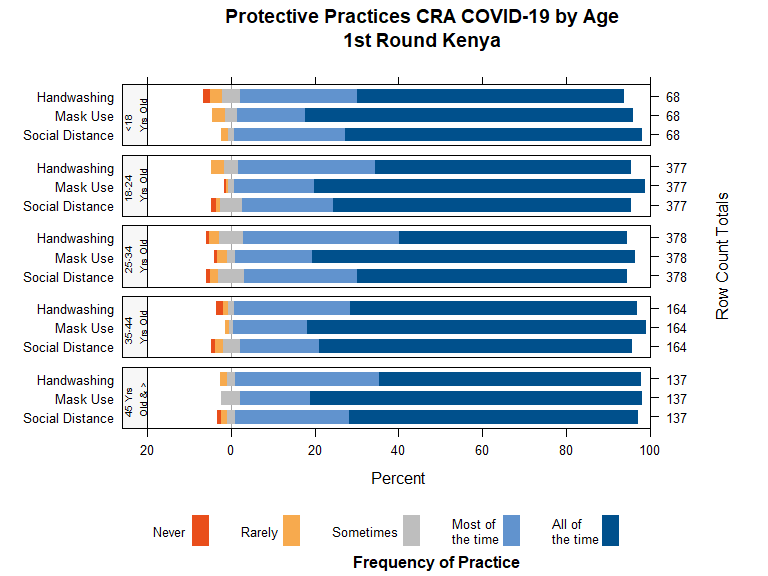 Protective Practices CRA COVID-19 by Age
1st Round Kenya
Handwashing
Mask Use
Social Distance
<18
Yrs Old
68
68
68
Handwashing
Mask Use
Social Distance
18-24
Yrs Old
377
377
377
Handwashing
Mask Use
Social Distance
25-34
Yrs Old
378
378
378
Handwashing
Mask Use
Social Distance
35-44
Yrs Old
164
164
164
Handwashing
Mask Use
Social Distance
45 Yrs
Old & >
137
137
137
Row Count Totals
20 0 20 40 60 80 100
Percent
Never Rarely Sometimes Most of the time All of the time
Frequency of Practice